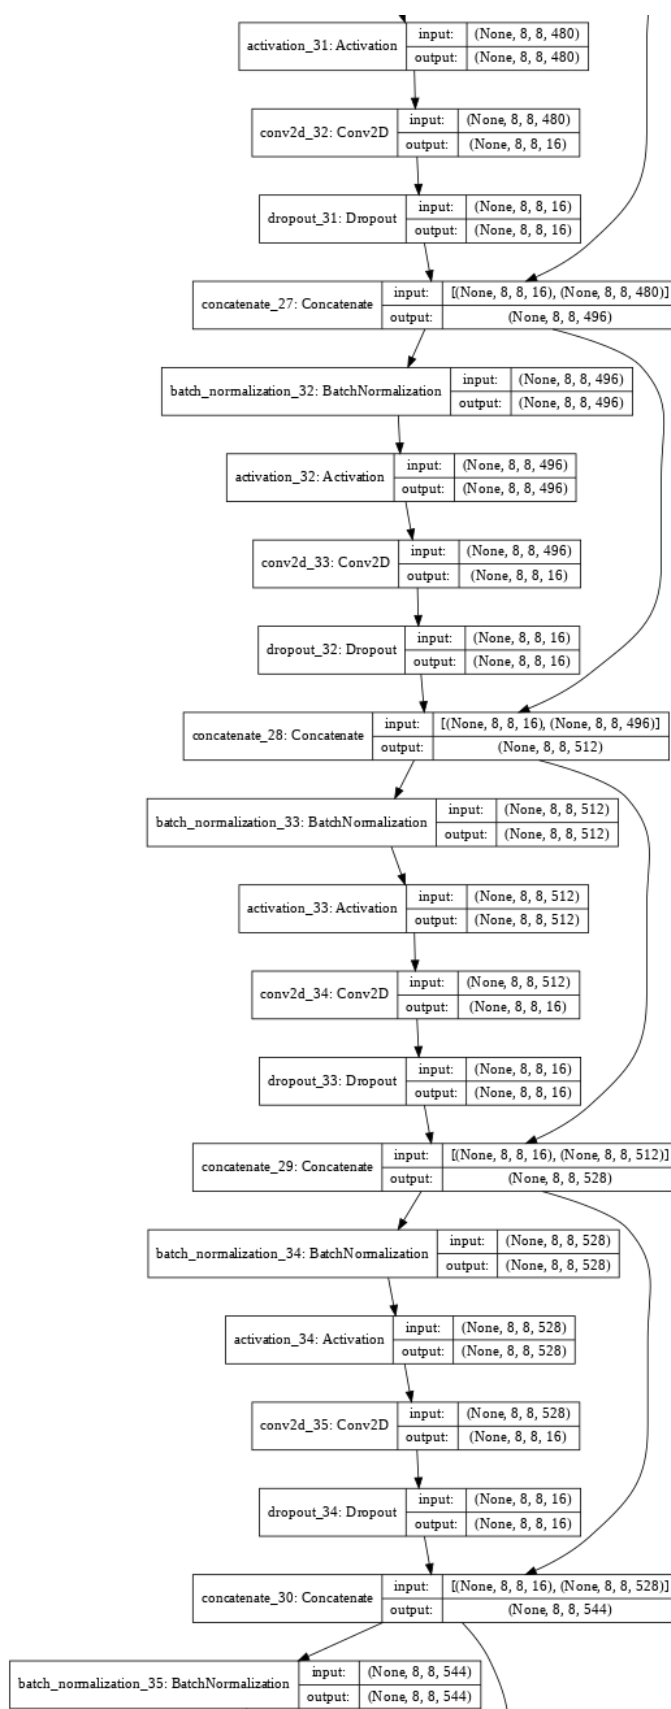 activation_31: Activation
input: (None, 8, 8, 480)
output: (None, 8, 8, 480)
conv2d_32: Conv2D
input: (None, 8, 8, 480)
output: (None, 8, 8, 16)
dropout_31: Dropout
input: (None, 8, 8, 16)
output: (None, 8, 8, 16)
concatenate_27: Concatenate
input: [(None, 8, 8, 16), (None, 8, 8, 480)]
output: (None, 8, 8, 496)
batch_normalization_32: BatchNormalization
input: (None, 8, 8, 496)
output: (None, 8, 8, 496)
activation_32: Activation
input: (None, 8, 8, 496)
output: (None, 8, 8, 496)
conv2d_33: Conv2D
input: (None, 8, 8, 496)
output: (None, 8, 8, 16)
dropout_32: Dropout
input: (None, 8, 8, 16)
output: (None, 8, 8, 16)
concatenate_28: Concatenate
input: [(None, 8, 8, 16), (None, 8, 8, 496)]
output: (None, 8, 8, 512)
batch_normalization_33: BatchNormalization
input: (None, 8, 8, 512)
output: (None, 8, 8, 512)
activation_33: Activation
input: (None, 8, 8, 512)
output: (None, 8, 8, 512)
conv2d_34: Conv2D
input: (None, 8, 8, 512)
output: (None, 8, 8, 16)
dropout_33: Dropout
input: (None, 8, 8, 16)
output: (None, 8, 8, 16)
concatenate_29: Concatenate
input: [(None, 8, 8, 16), (None, 8, 8, 512)]
output: (None, 8, 8, 528)
batch_normalization_34: BatchNormalization
input: (None, 8, 8, 528)
output: (None, 8, 8, 528)
activation_34: Activation
input: (None, 8, 8, 528)
output: (None, 8, 8, 528)
conv2d_35: Conv2D
input: (None, 8, 8, 528)
output: (None, 8, 8, 16)
dropout_34: Dropout
input: (None, 8, 8, 16)
output: (None, 8, 8, 16)
concatenate_30: Concatenate
input: [(None, 8, 8, 16), (None, 8, 8, 528)]
output: (None, 8, 8, 544)
batch_normalization_35: BatchNormalization
input: (None, 8, 8, 544)
output: (None, 8, 8, 544)